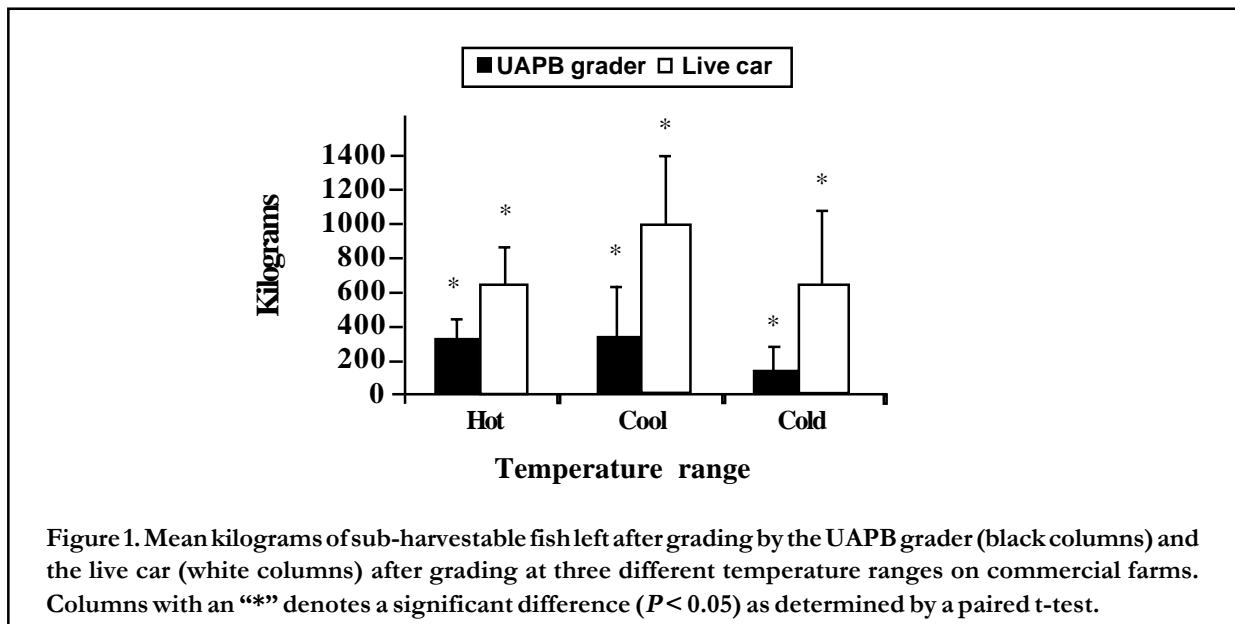 ■ UAPB grader □ Live car
*
*
*
*
*
*
1400
1200
1000
800
600
400
200
0
Kilograms
Hot Cool Cold
Temperature range
Figure 1. Mean kilograms of sub-harvestable fish left after grading by the UAPB grader (black columns) and
the live car (white columns) after grading at three different temperature ranges on commercial farms.
Columns with an “*” denotes a significant difference (P < 0.05) as determined by a paired t-test.